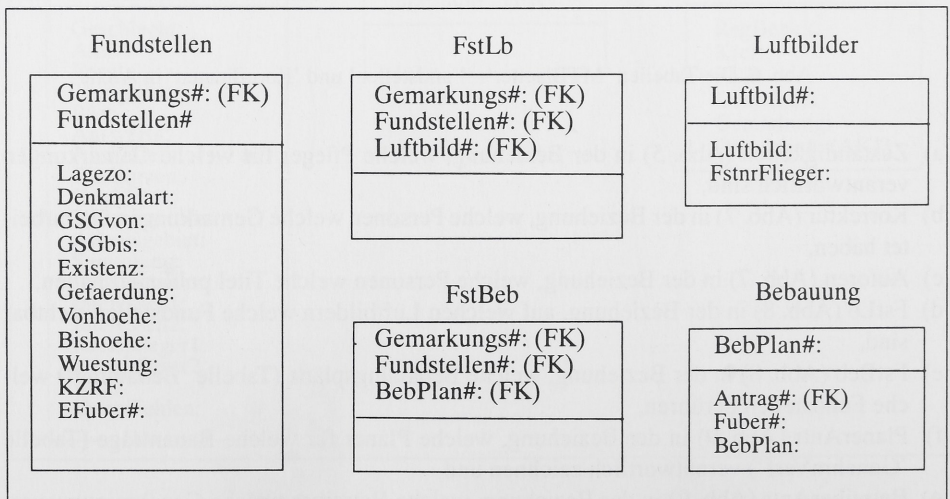 Fundstellen
Gemarkungs#: (FK)
Fundstellen#
Lagezo:
Denkmalart:
GSGvon:
GSGbis:
Existenz:
Gefaerdung:
Vonhoehe:
Bishoehe:
Wuestung:
KZRF:
EFuber#:
FstLb
Gemarkungs#: (FK)
Fundstellen#: (FK)
Luftbild#: (FK)
Luftbilder
Luftbild#:
Luftbild:
FstnrFlieger:
FstBeb
Gemarkungs#: (FK)
Fundstellen#: (FK)
BebPlan#: (FK)
Bebauung
BebPlan#:
Antrag#: (FK)
Fuber#:
BebPlan: